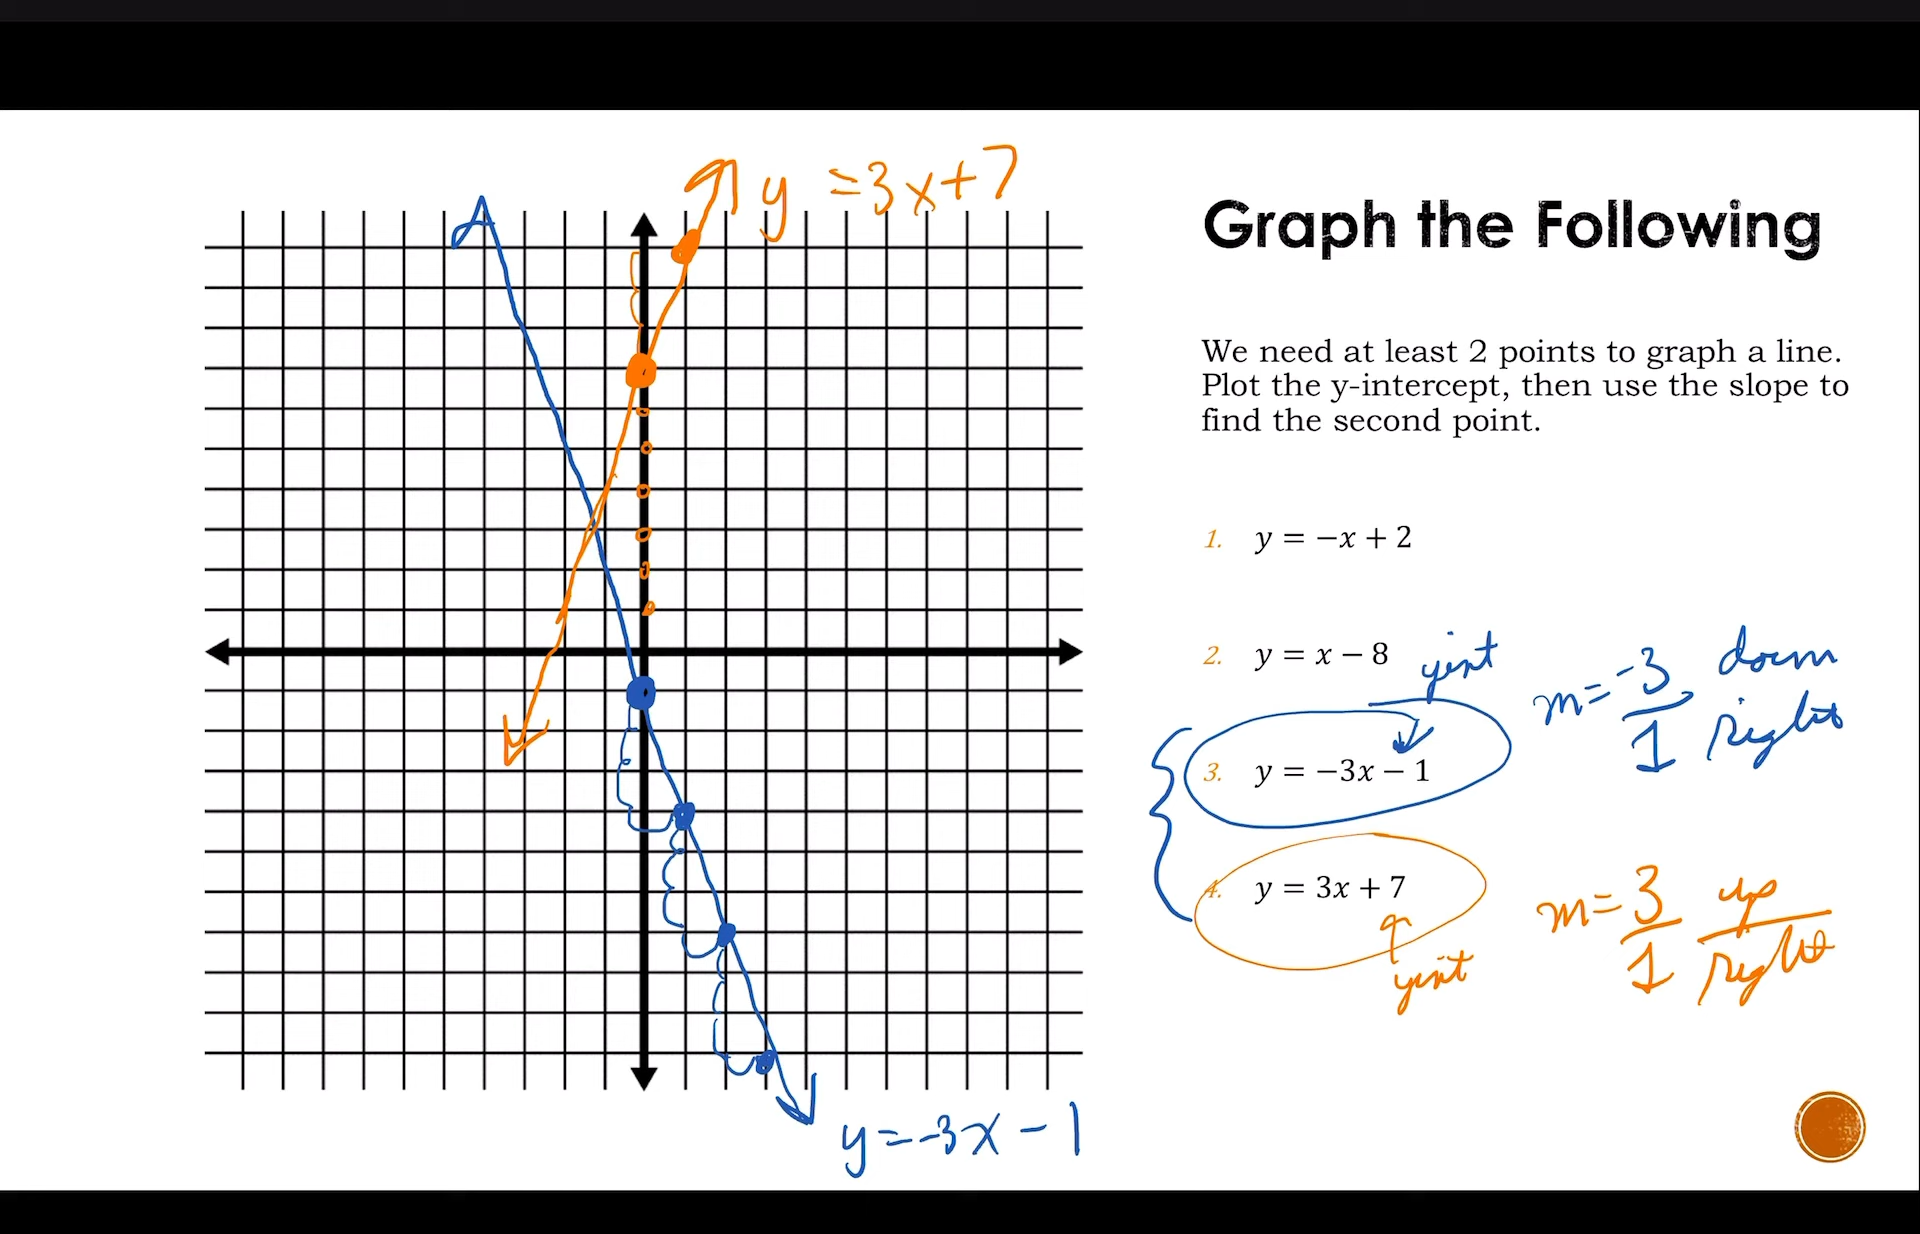 y = 3x + 7
Graph the Following
We need at least 2 points to graph a line.
Plot the y-intercept, then use the slope to
find the second point.
1. y = −x + 2
2. y = x − 8
yint
m = -3/1 down right
3. y = −3x − 1
4. y = 3x + 7
yint
m = 3/1 up/right
y = -3x - 1